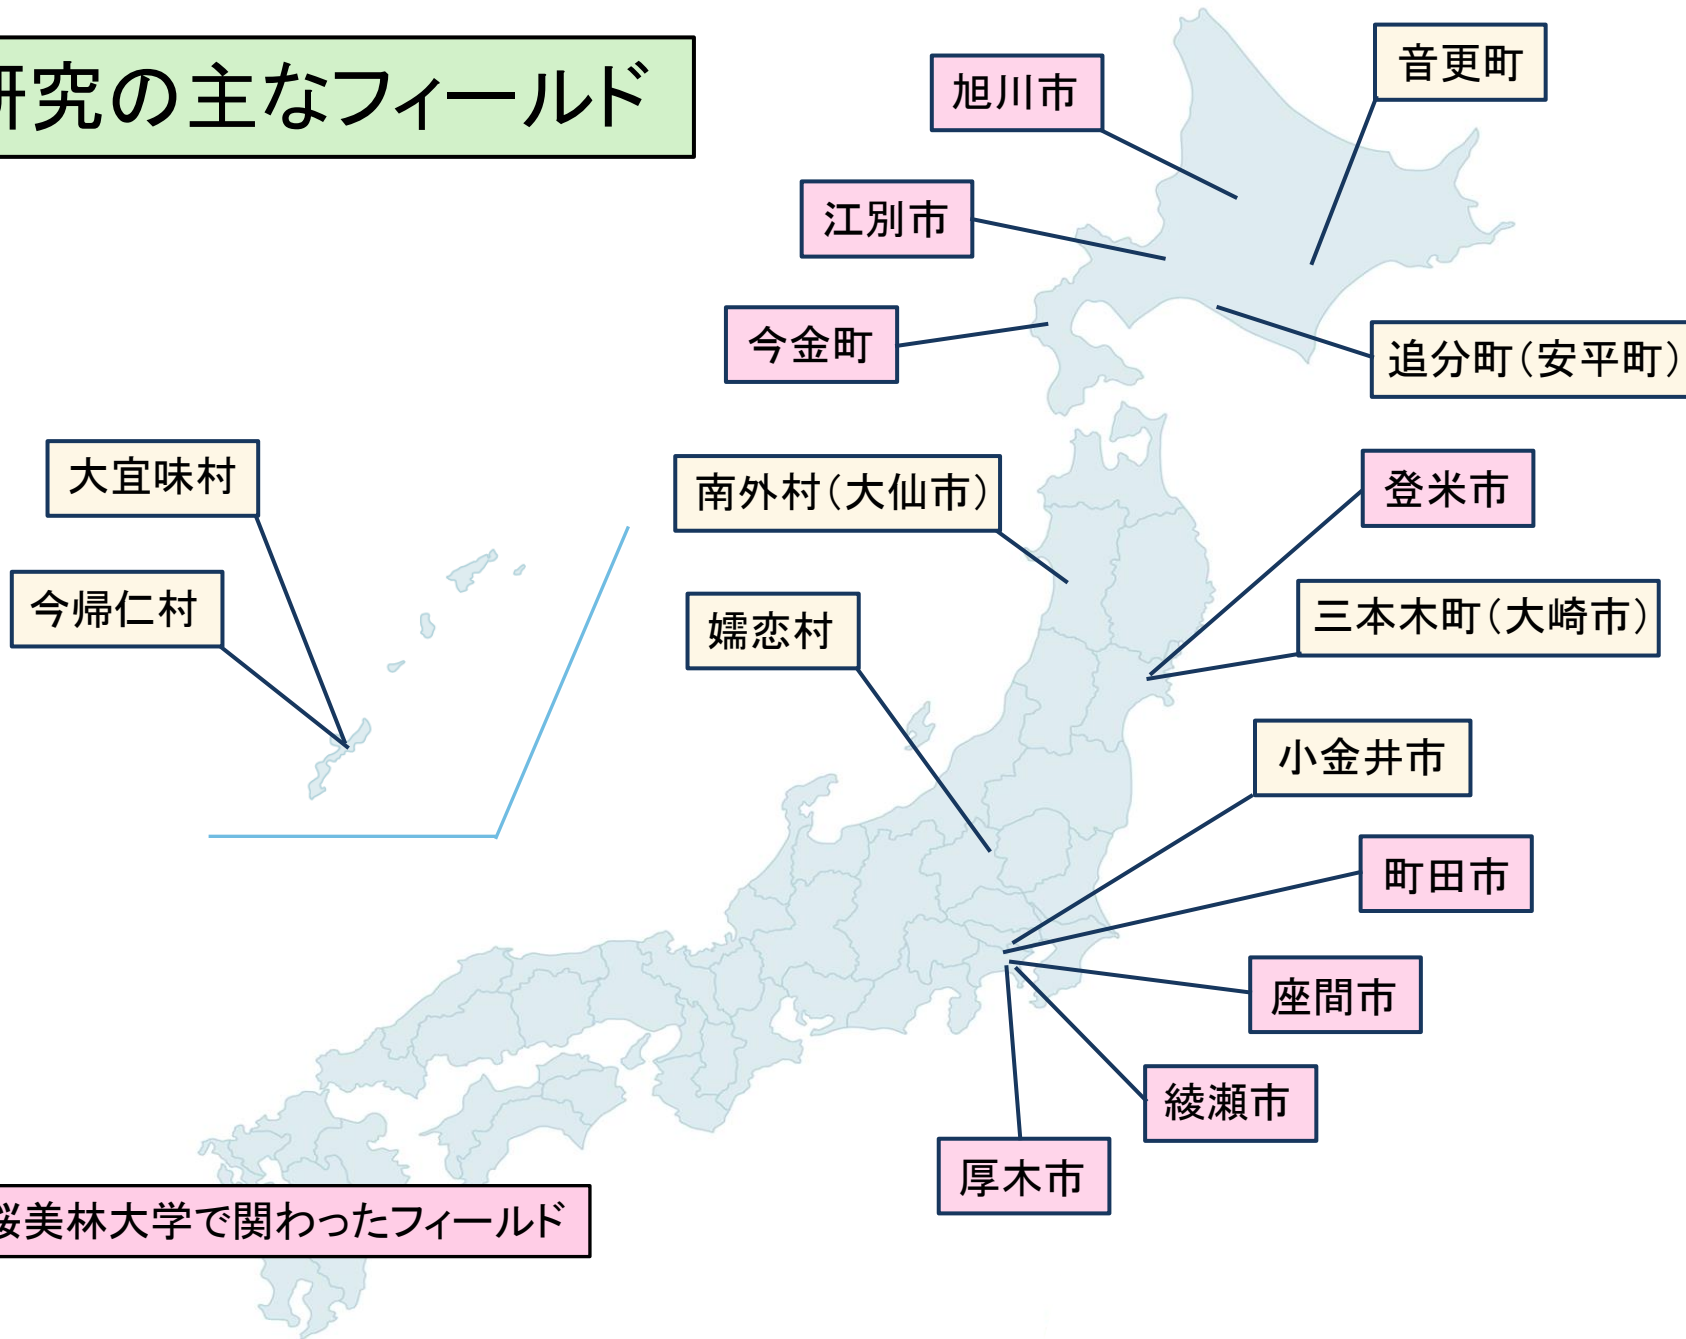 研究の主なフィールド
旭川市
音更町
江別市
今金町
追分町(安平町)
大宜味村
南外村(大仙市)
登米市
今帰仁村
嬬恋村
三本木町(大崎市)
小金井市
町田市
座間市
綾瀬市
厚木市
桜美林大学で関わったフィールド